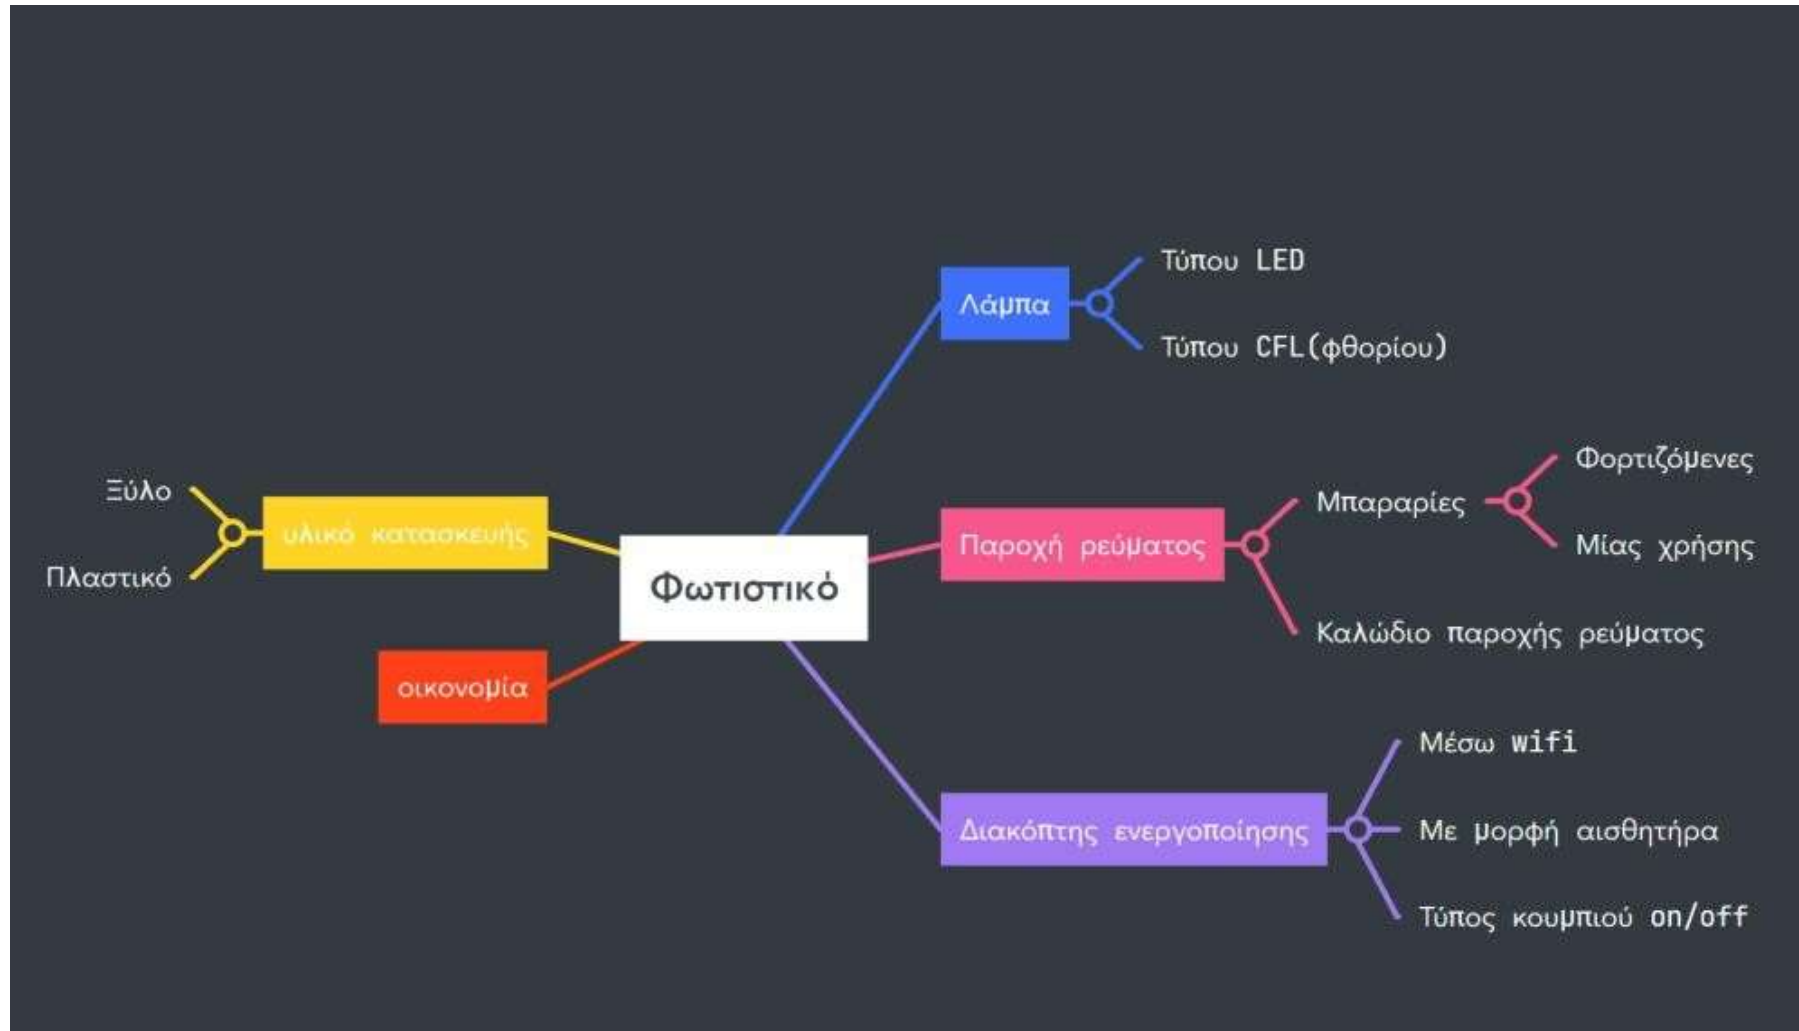 Φωτιστικό
Λάμπα
Τύπου LED
Τύπου CFL(φθορίου)
Παροχή ρεύματος
Μπαραρίες
Φορτιζόμενες
Μίας χρήσης
Καλώδιο παροχής ρεύματος
Διακόπτης ενεργοποίησης
Μέσω wifi
Με μορφή αισθητήρα
Τύπος κουμπιού on/off
υλικό κατασκευής
Ξύλο
Πλαστικό
οικονομία